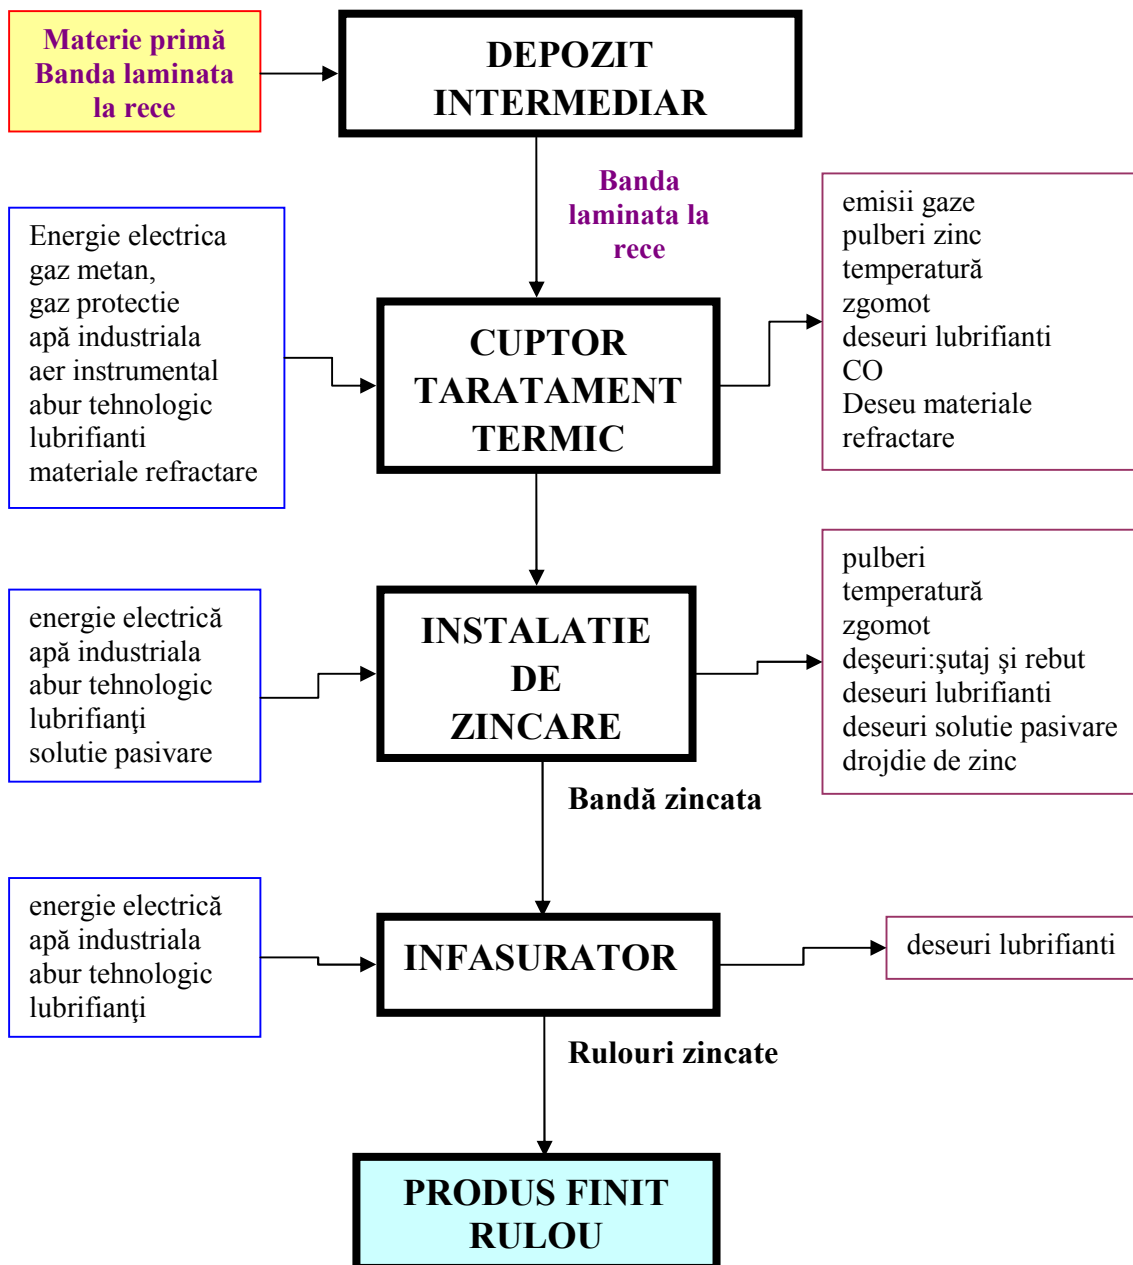 Materie primă
Banda laminata
la rece
DEPOZIT
INTERMEDIAR
Banda
laminata la
rece
Energie electrica
gaz metan,
gaz protectie
apă industriala
aer instrumental
abur tehnologic
lubrifianti
materiale refractare
CUPTOR
TARATAMENT
TERMIC
emisii gaze
pulberi zinc
temperatură
zgomot
deseuri lubrifianti
CO
Deseu materiale
refractare
energie electrică
apă industriala
abur tehnologic
lubrifianţi
solutie pasivare
INSTALATIE
DE
ZINCARE
pulberi
temperatură
zgomot
deşeuri:şutaj şi rebut
deseuri lubrifianti
deseuri solutie pasivare
drojdie de zinc
Bandă zincata
energie electrică
apă industriala
abur tehnologic
lubrifianţi
INFASURATOR
deseuri lubrifianti
Rulouri zincate
PRODUS FINIT
RULOU